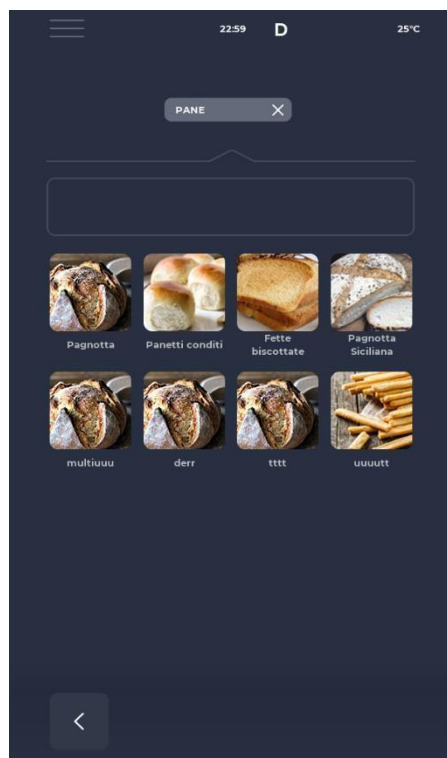 22:59 D 25°C
PANE
Pagnotta Panetti conditi Fette biscottate Pagnotta Siciliana
multiuuu derr tttt uuuutt